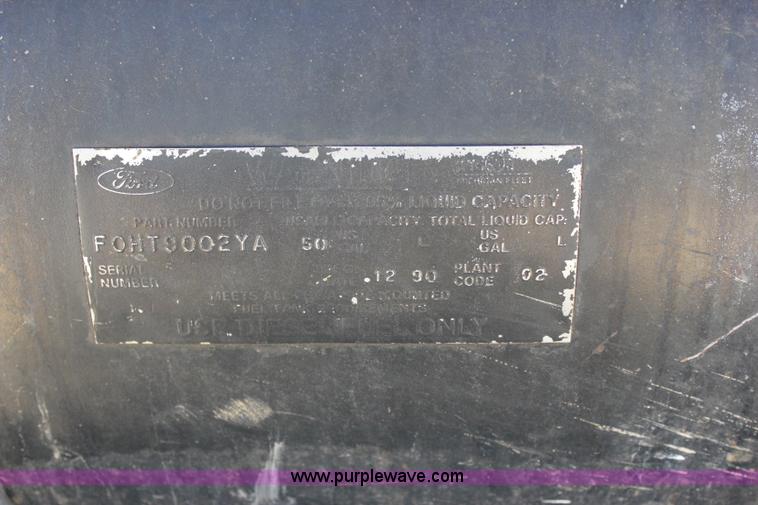 Ford
DO NOT FILL OVER 95% LIQUID CAPACITY
PART NUMBER USABLE CAPACITY TOTAL LIQUID CAP.
US L US L
F0HT9002YA 50 GAL GAL
SERIAL NUMBER 12 90 PLANT CODE 02
MEETS ALL MOUNTED
FUEL REQUIREMENTS
USE DIESEL FUEL ONLY
www.purplewave.com